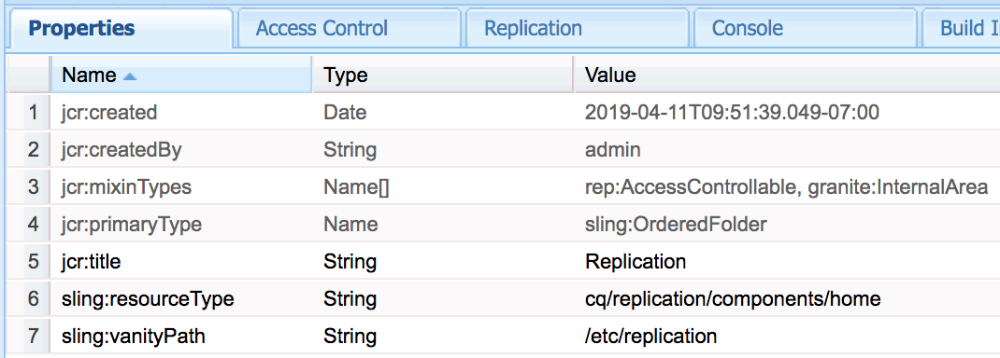 Properties Access Control Replication Console Build I
Name Type Value
1 jcr:created Date 2019-04-11T09:51:39.049-07:00
2 jcr:createdBy String admin
3 jcr:mixinTypes Name[] rep:AccessControllable, granite:InternalArea
4 jcr:primaryType Name sling:OrderedFolder
5 jcr:title String Replication
6 sling:resourceType String cq/replication/components/home
7 sling:vanityPath String /etc/replication